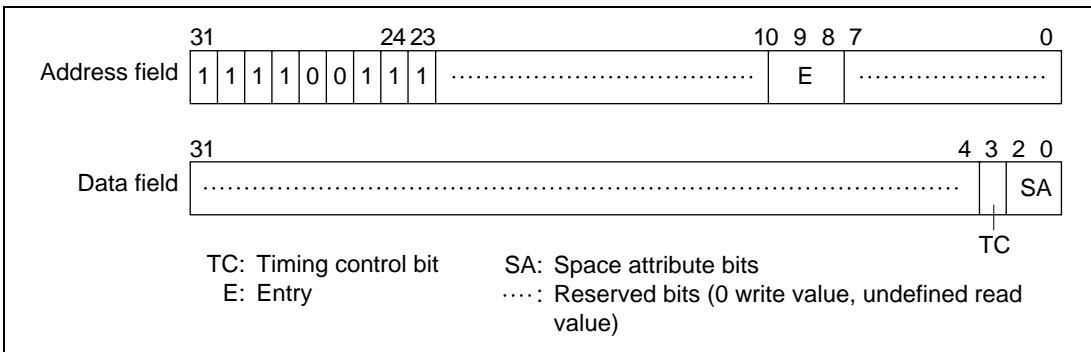 31 24 23 10 9 8 7 0
Address field 1 1 1 1 0 0 1 1 1 ·························· E ·························
31 4 3 2 0
Data field ·························· SA
TC
TC: Timing control bit SA: Space attribute bits
E: Entry ····: Reserved bits (0 write value, undefined read
value)